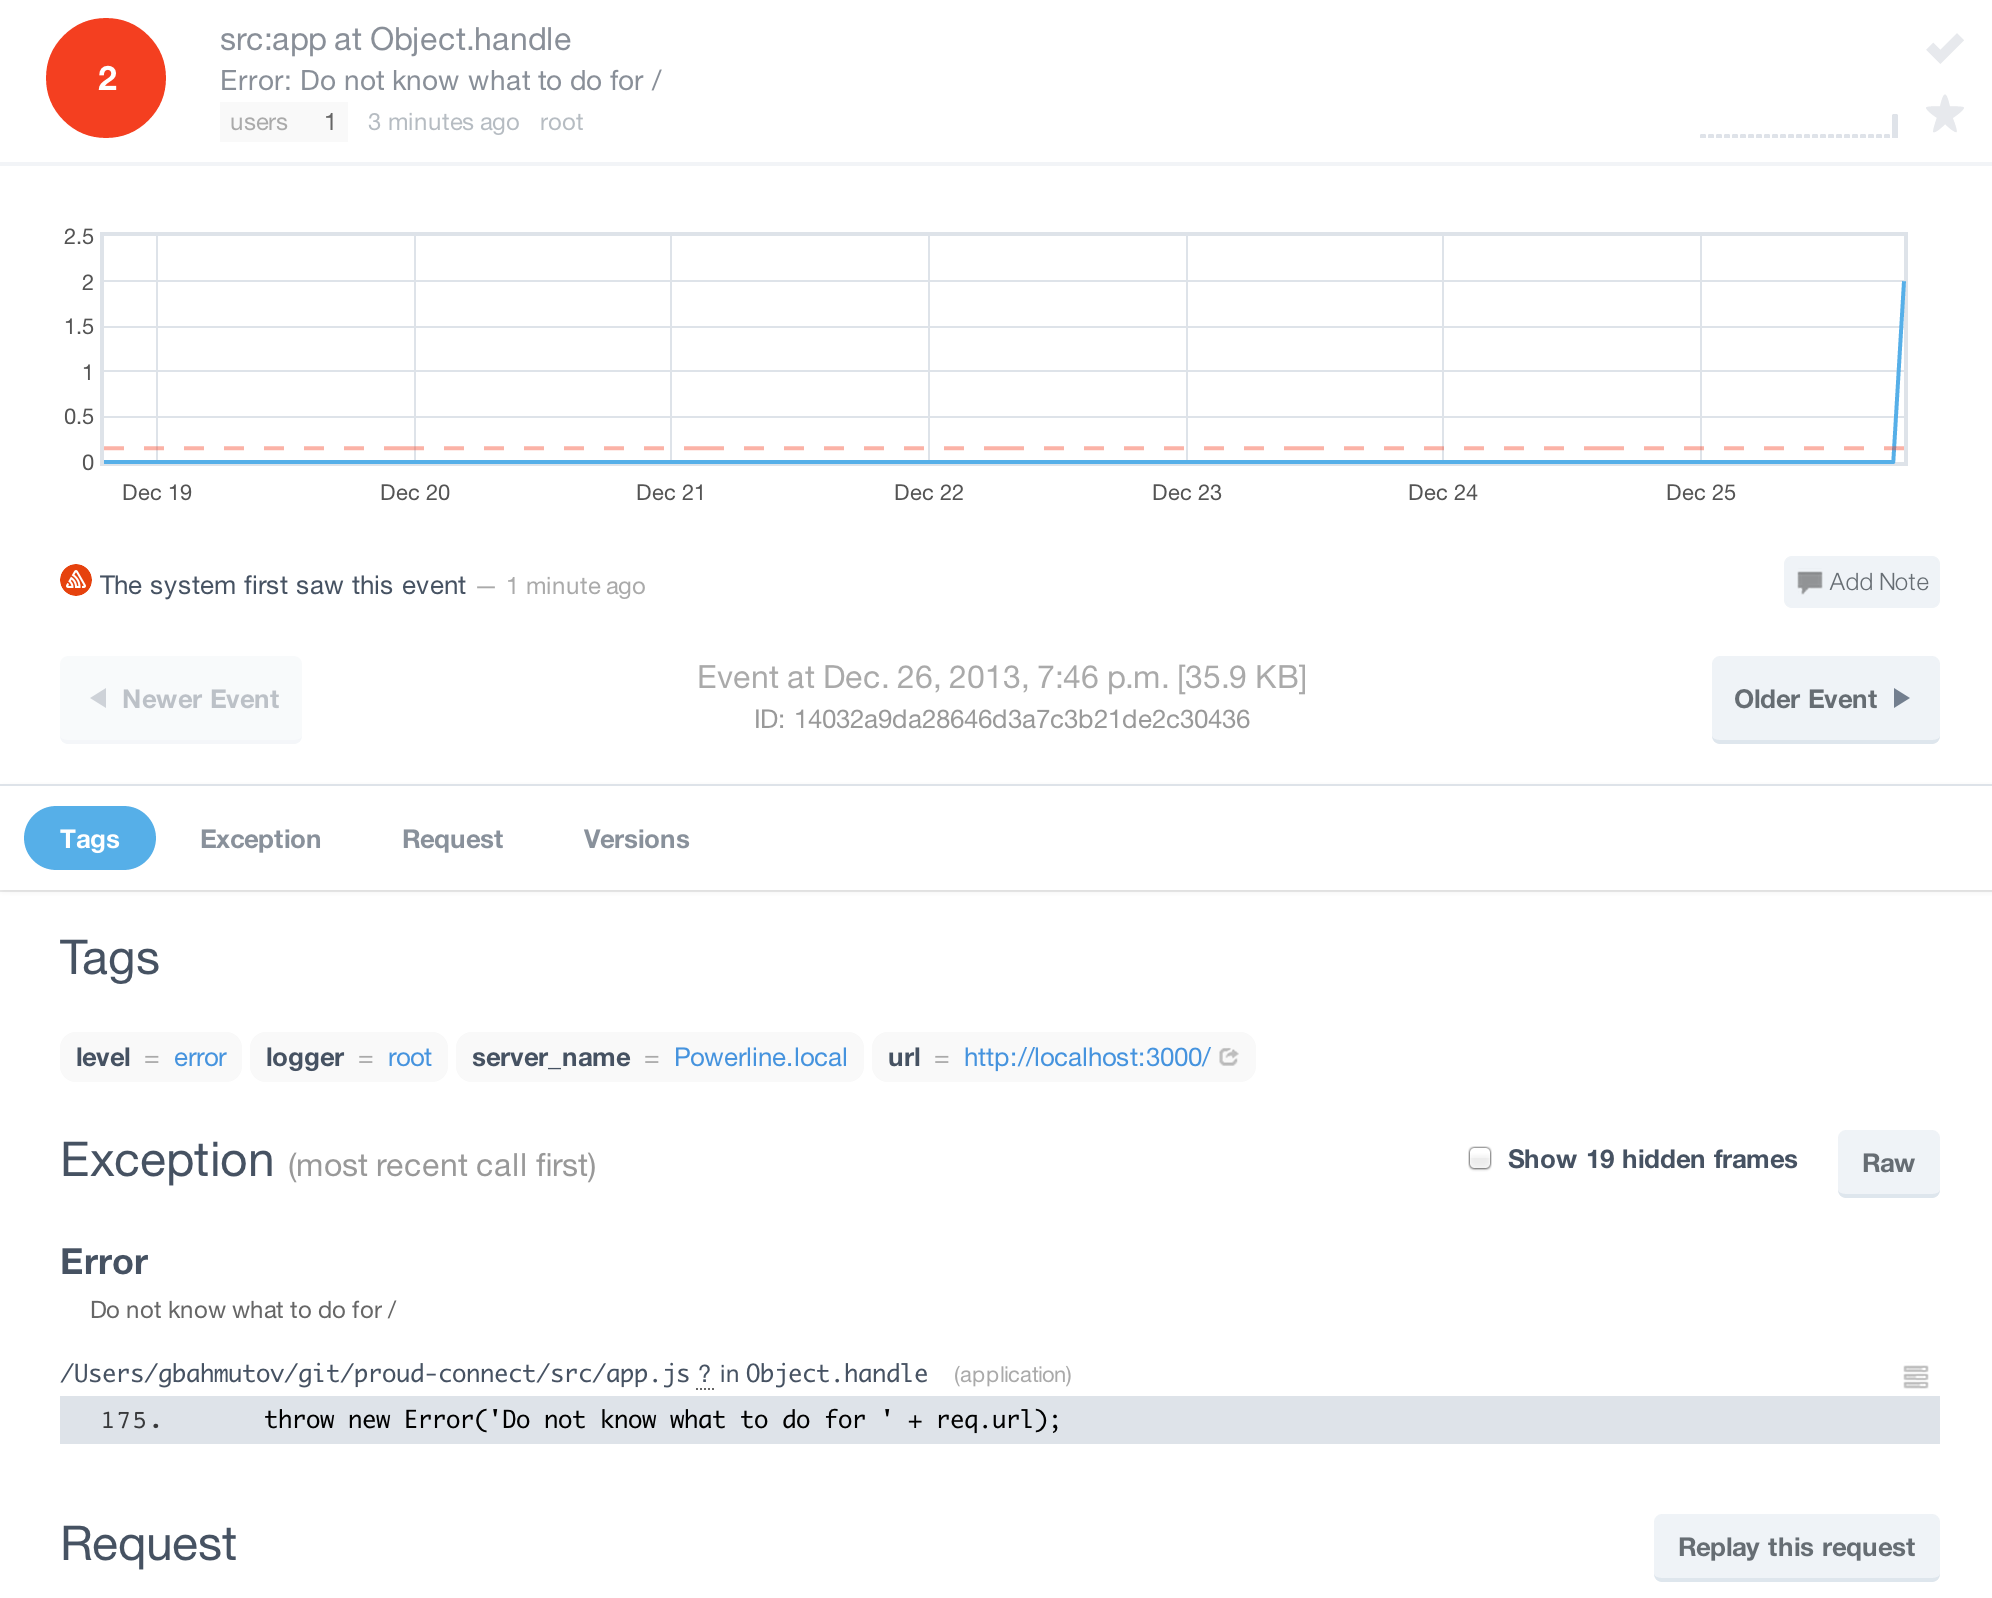 2
src:app at Object.handle
Error: Do not know what to do for /
users 1 3 minutes ago root
2.5
2
1.5
1
0.5
0
Dec 19 Dec 20 Dec 21 Dec 22 Dec 23 Dec 24 Dec 25
The system first saw this event — 1 minute ago
Add Note
Newer Event
Event at Dec. 26, 2013, 7:46 p.m. [35.9 KB]
ID: 14032a9da28646d3a7c3b21de2c30436
Older Event
Tags Exception Request Versions
Tags
level = error logger = root server_name = Powerline.local url = http://localhost:3000/
Exception (most recent call first)
Show 19 hidden frames
Raw
Error
Do not know what to do for /
/Users/gbahmutov/git/proud-connect/src/app.js ? in Object.handle (application)
175. throw new Error('Do not know what to do for ' + req.url);
Request
Replay this request